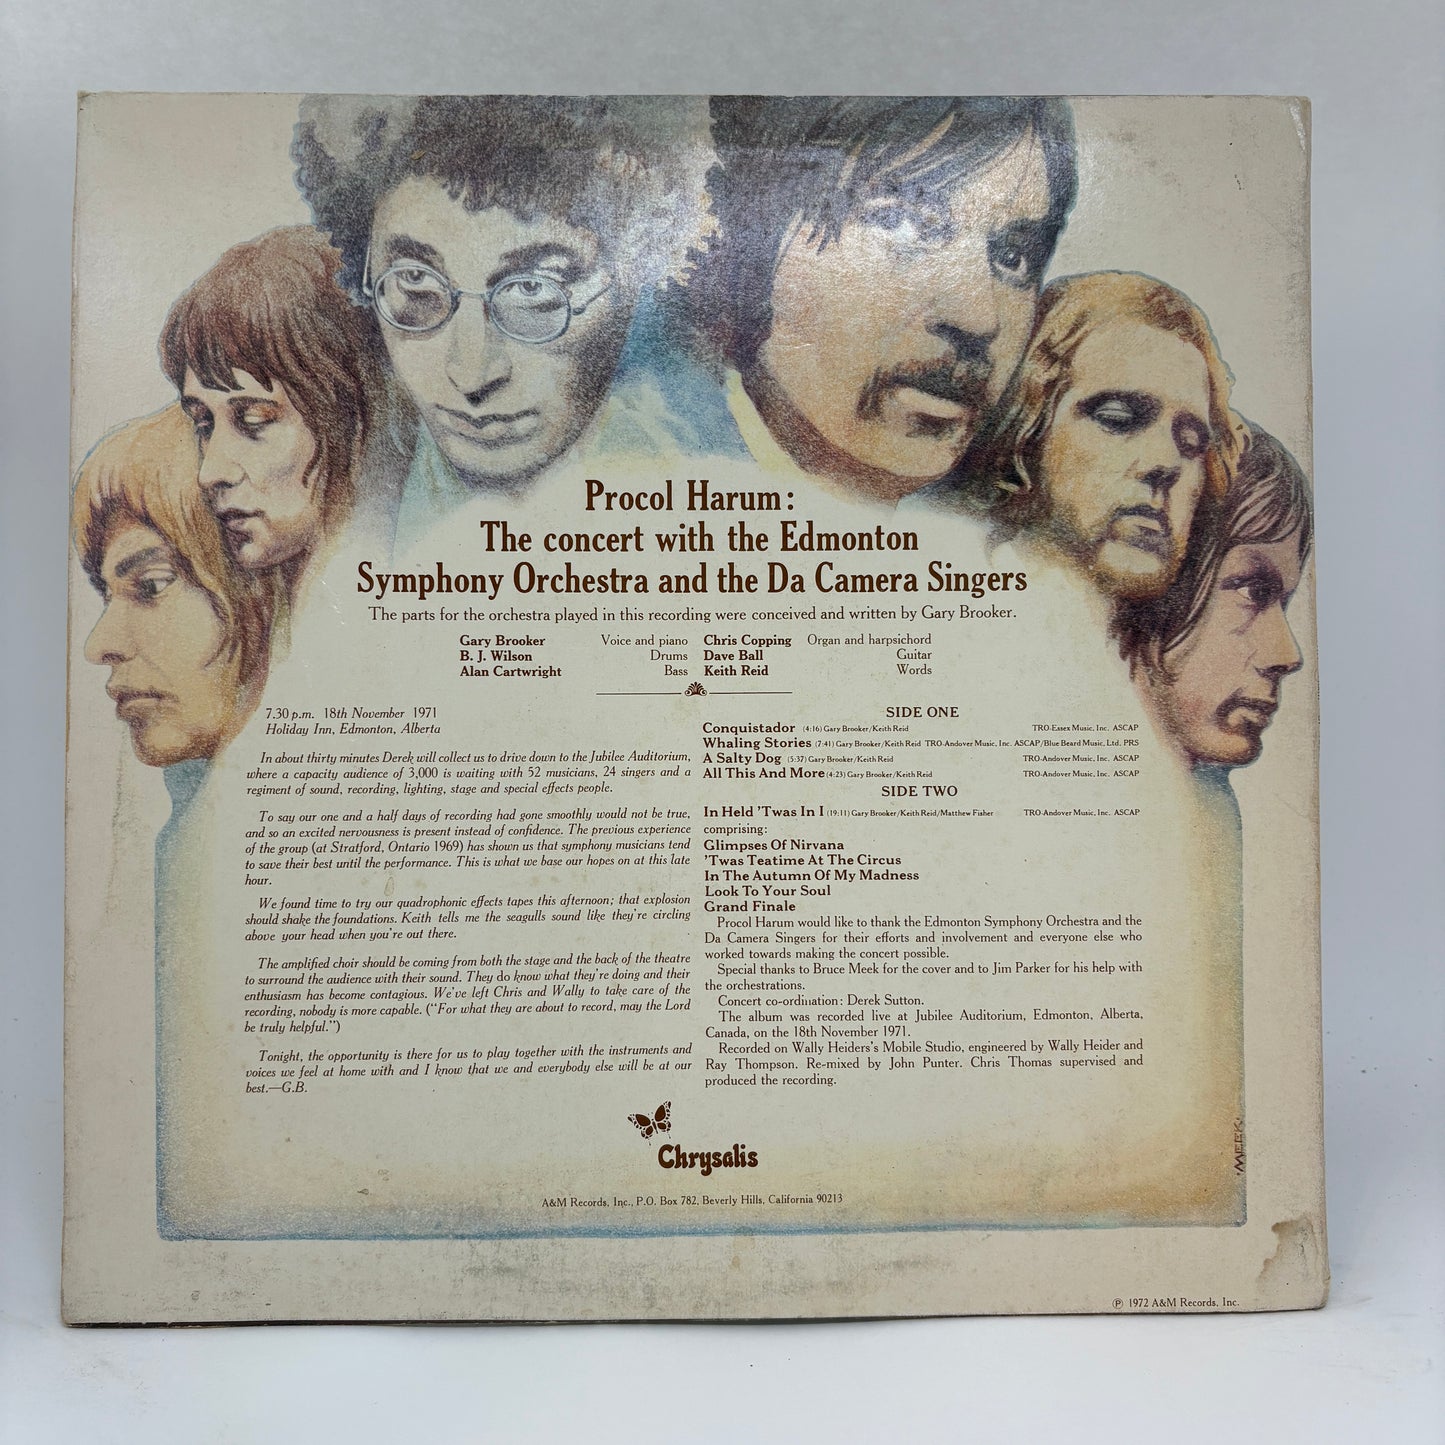 Procol Harum:
The concert with the Edmonton
Symphony Orchestra and the Da Camera Singers
The parts for the orchestra played in this recording were conceived and written by Gary Brooker.
Gary Brooker Voice and piano Chris Copping Organ and harpsichord
B. J. Wilson Drums Dave Ball Guitar
Alan Cartwright Bass Keith Reid Words
7.30 p.m. 18th November 1971
Holiday Inn, Edmonton, Alberta
In about thirty minutes Derek will collect us to drive down to the Jubilee Auditorium,
where a capacity audience of 3,000 is waiting with 52 musicians, 24 singers and a
regiment of sound, recording, lighting, stage and special effects people.
To say our one and a half days of recording had gone smoothly would not be true,
and so an excited nervousness is present instead of confidence. The previous experience
of the group (at Stratford, Ontario 1969) has shown us that symphony musicians tend
to save their best until the performance. This is what we base our hopes on at this late
hour.
We found time to try our quadrophonic effects tapes this afternoon; that explosion
should shake the foundations. Keith tells me the seagulls sound like they're circling
above your head when you're out there.
The amplified choir should be coming from both the stage and the back of the theatre
to surround the audience with their sound. They do know what they're doing and their
enthusiasm has become contagious. We've left Chris and Wally to take care of the
recording, nobody is more capable. ("For what they are about to record, may the Lord
be truly helpful.")
Tonight, the opportunity is there for us to play together with the instruments and
voices we feel at home with and I know that we and everybody else will be at our
best.—G.B.
SIDE ONE
Conquistador (4:16) Gary Brooker/Keith Reid TRO-Essex Music, Inc. ASCAP
Whaling Stories (7:41) Gary Brooker/Keith Reid TRO-Andover Music, Inc. ASCAP/Blue Beard Music, Ltd. PRS
A Salty Dog (5:37) Gary Brooker/Keith Reid TRO-Andover Music, Inc. ASCAP
All This And More (4:23) Gary Brooker/Keith Reid TRO-Andover Music, Inc. ASCAP
SIDE TWO
In Held 'Twas In I (19:11) Gary Brooker/Keith Reid/Matthew Fisher TRO-Andover Music, Inc. ASCAP
comprising:
Glimpses Of Nirvana
'Twas Teatime At The Circus
In The Autumn Of My Madness
Look To Your Soul
Grand Finale
Procol Harum would like to thank the Edmonton Symphony Orchestra and the
Da Camera Singers for their efforts and involvement and everyone else who
worked towards making the concert possible.
Special thanks to Bruce Meek for the cover and to Jim Parker for his help with
the orchestrations.
Concert co-ordination: Derek Sutton.
The album was recorded live at Jubilee Auditorium, Edmonton, Alberta,
Canada, on the 18th November 1971.
Recorded on Wally Heiders's Mobile Studio, engineered by Wally Heider and
Ray Thompson. Re-mixed by John Punter. Chris Thomas supervised and
produced the recording.
Chrysalis
A&M Records, Inc., P.O. Box 782, Beverly Hills, California 90213
·MEEK·
℗ 1972 A&M Records, Inc.